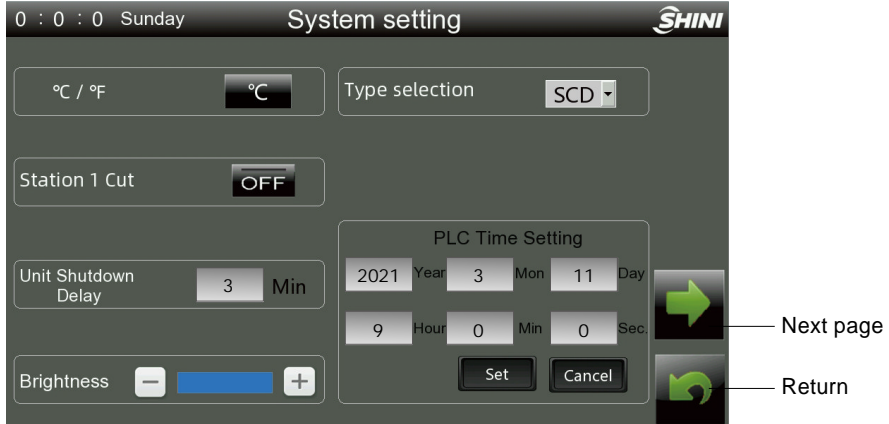 0 : 0 : 0 Sunday System setting SHINI
℃ / ℉ ℃
Type selection SCD
Station 1 Cut OFF
PLC Time Setting
Unit Shutdown
Delay 3 Min
2021 Year 3 Mon 11 Day
9 Hour 0 Min 0 Sec.
Next page
Brightness − +
Set Cancel
Return